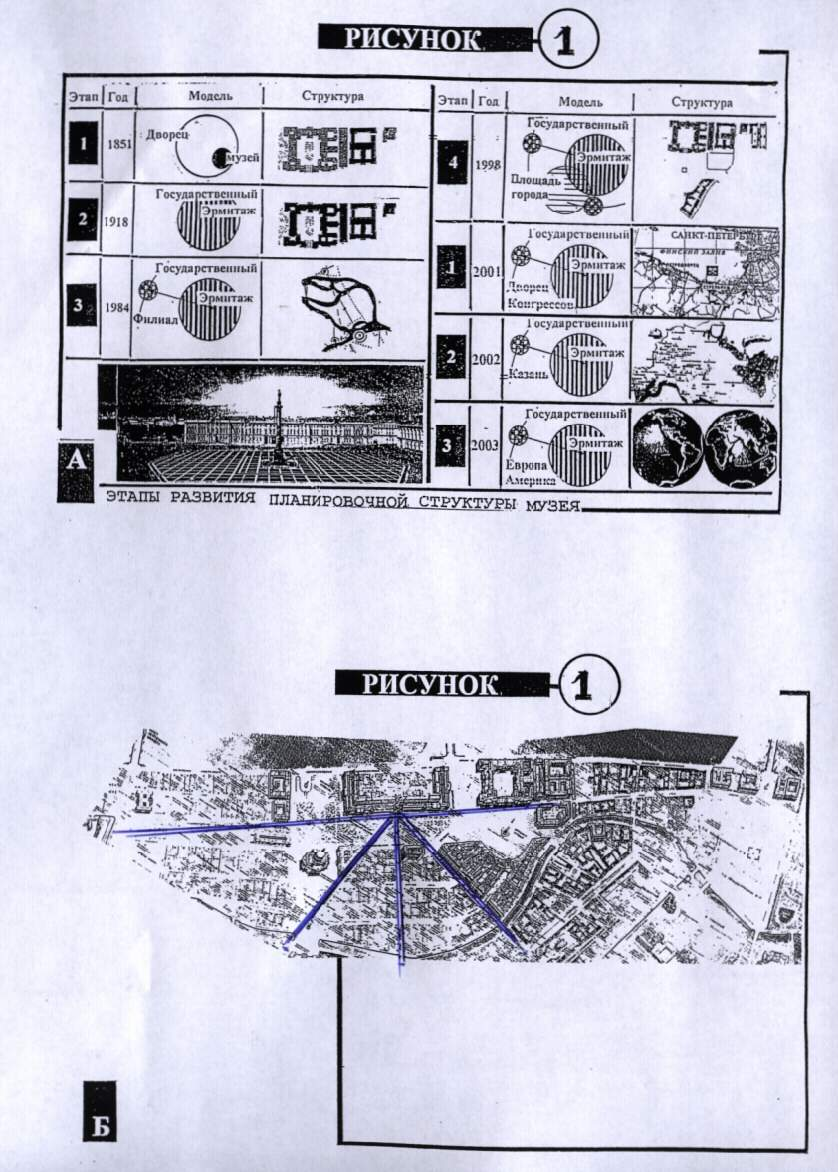 РИСУНОК 1
Этап Год Модель Структура
1 1851 Дворец музей
2 1918 Государственный Эрмитаж
3 1984 Государственный Эрмитаж Филиал
Этап Год Модель Структура
4 1998 Государственный Эрмитаж Площадь города
1 2001 Государственный Эрмитаж Дворец Конгрессов
САНКТ-ПЕТЕРБ
ФИНСКИЙ ЗАЛИВ
2 2002 Государственный Эрмитаж Казань
3 2003 Государственный Эрмитаж Европа Америка
А
ЭТАПЫ РАЗВИТИЯ ПЛАНИРОВОЧНОЙ СТРУКТУРЫ МУЗЕЯ
РИСУНОК 1
Б